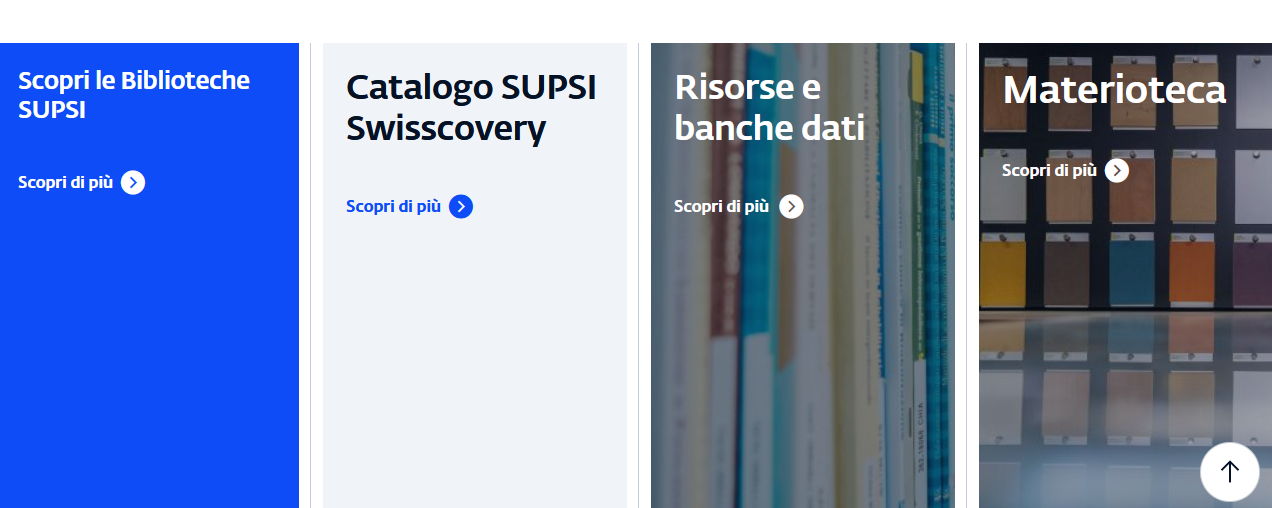 Scopri le Biblioteche
SUPSI
Scopri di più
Catalogo SUPSI
Swisscovery
Scopri di più
Risorse e
banche dati
Scopri di più
Materioteca
Scopri di più